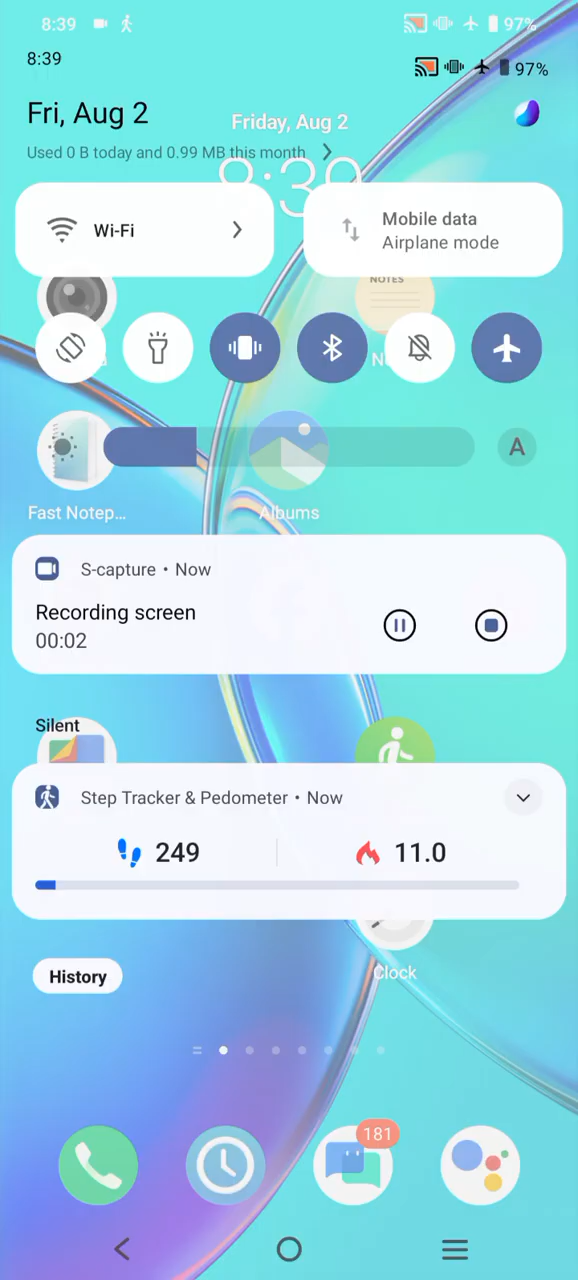 8:39
97%
8:39
97%
Fri, Aug 2
Friday, Aug 2
Used 0 B today and 0.99 MB this month
8:39
Wi-Fi
Mobile data
Airplane mode
NOTES
A
Fast Notep...
Albums
S-capture • Now
Recording screen
00:02
Silent
Step Tracker & Pedometer • Now
249
11.0
Clock
History
181